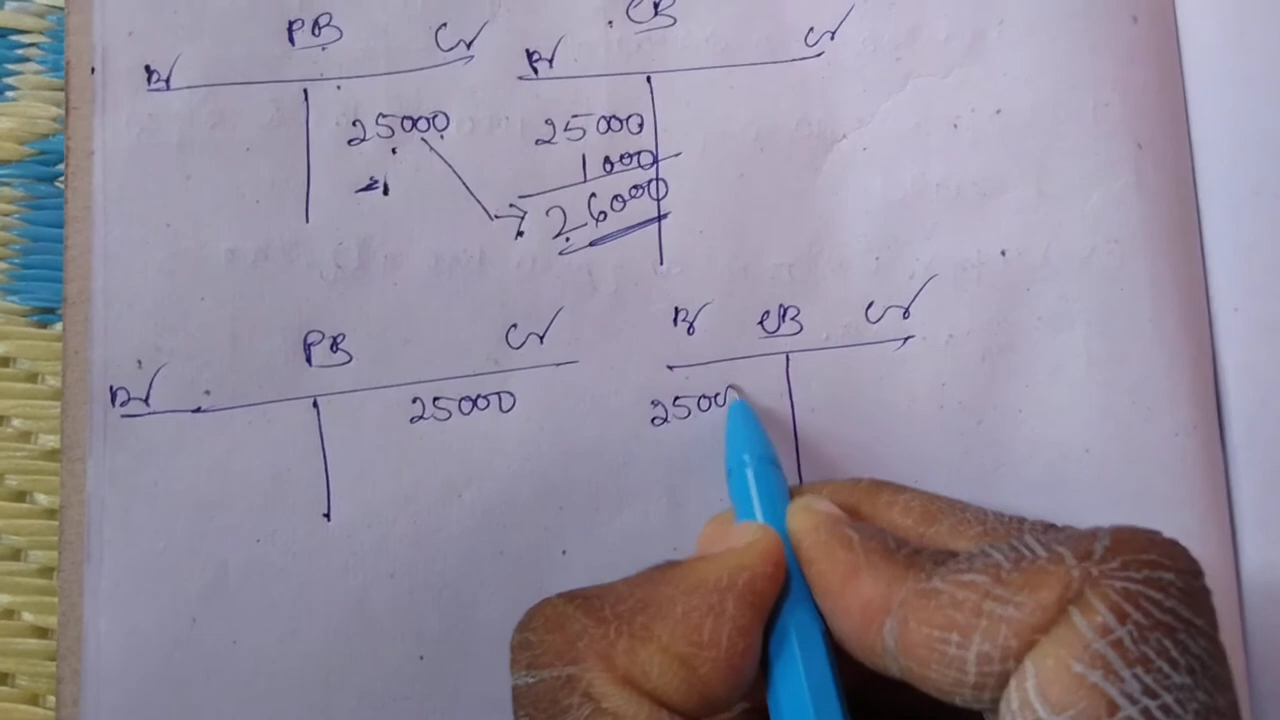 PB CB
Dr Cr Dr Cr
25000 25000
1000
26000
PB Cr Dr CB Cr
Dr
25000 2500